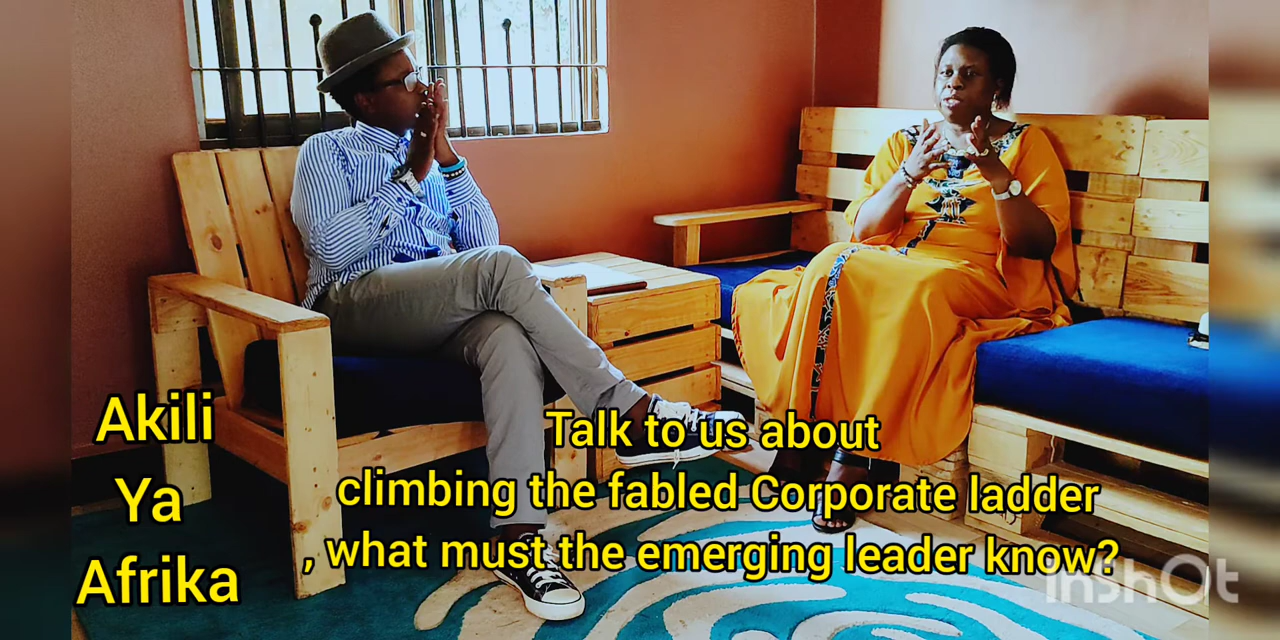 Akili
Ya
Afrika
Talk to us about
climbing the fabled Corporate ladder
, what must the emerging leader know?
InShOt